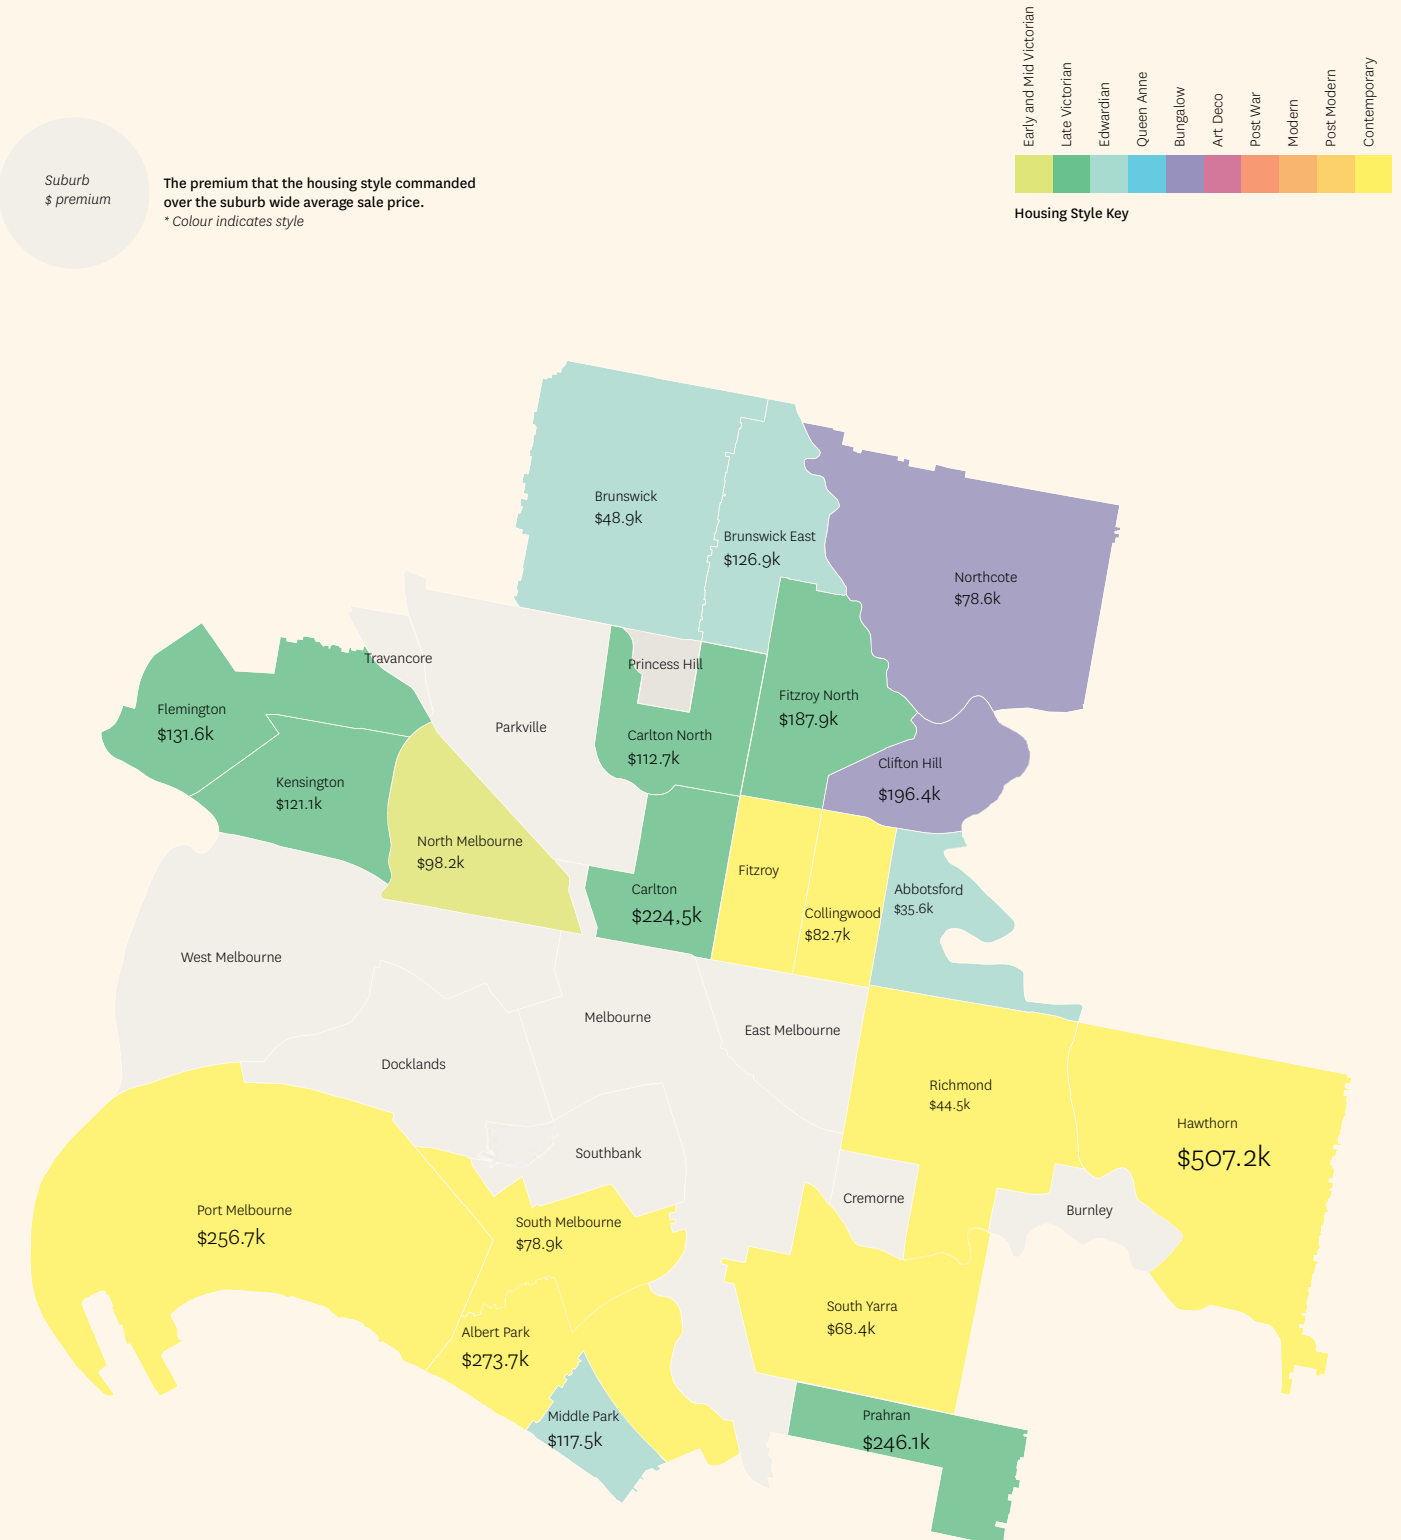 Early and Mid Victorian
Late Victorian
Edwardian
Queen Anne
Bungalow
Art Deco
Post War
Modern
Post Modern
Contemporary
Housing Style Key
Suburb
$ premium
The premium that the housing style commanded
over the suburb wide average sale price.
* Colour indicates style
Brunswick
$48.9k
Brunswick East
$126.9k
Northcote
$78.6k
Travancore
Princess Hill
Flemington
$131.6k
Parkville
Fitzroy North
$187.9k
Carlton North
$112.7k
Clifton Hill
$196.4k
Kensington
$121.1k
North Melbourne
$98.2k
Carlton
$224,5k
Fitzroy
Collingwood
$82.7k
Abbotsford
$35.6k
West Melbourne
Melbourne
East Melbourne
Docklands
Richmond
$44.5k
Hawthorn
$507.2k
Southbank
Cremorne
Burnley
Port Melbourne
$256.7k
South Melbourne
$78.9k
South Yarra
$68.4k
Albert Park
$273.7k
Middle Park
$117.5k
Prahran
$246.1k